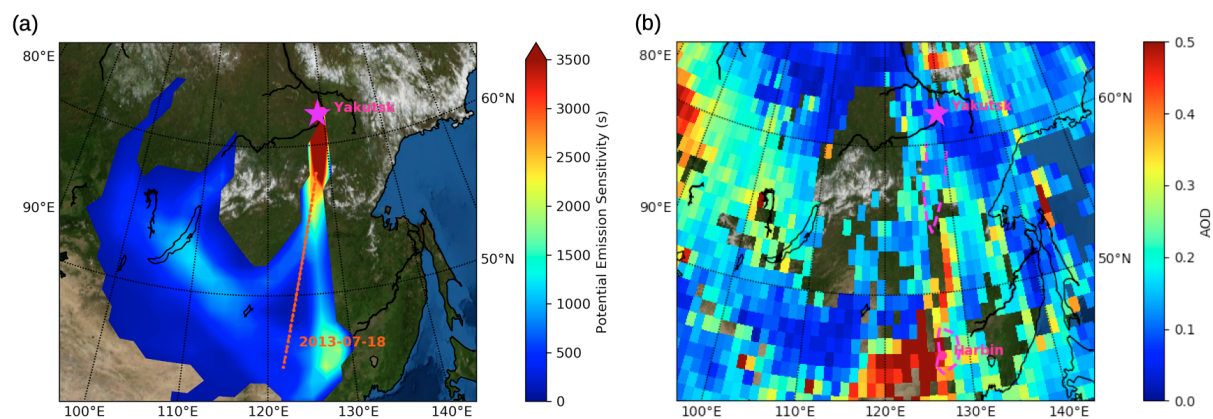 (a)
80°E
90°E
60°N
50°N
100°E 110°E 120°E 130°E 140°E
Yakutsk
2013-07-18
3500
3000
2500
2000
1500
1000
500
0
Potential Emission Sensitivity (s)
(b)
80°E
90°E
60°N
50°N
100°E 110°E 120°E 130°E 140°E
Yakutsk
Harbin
0.5
0.4
0.3
0.2
0.1
0.0
AOD